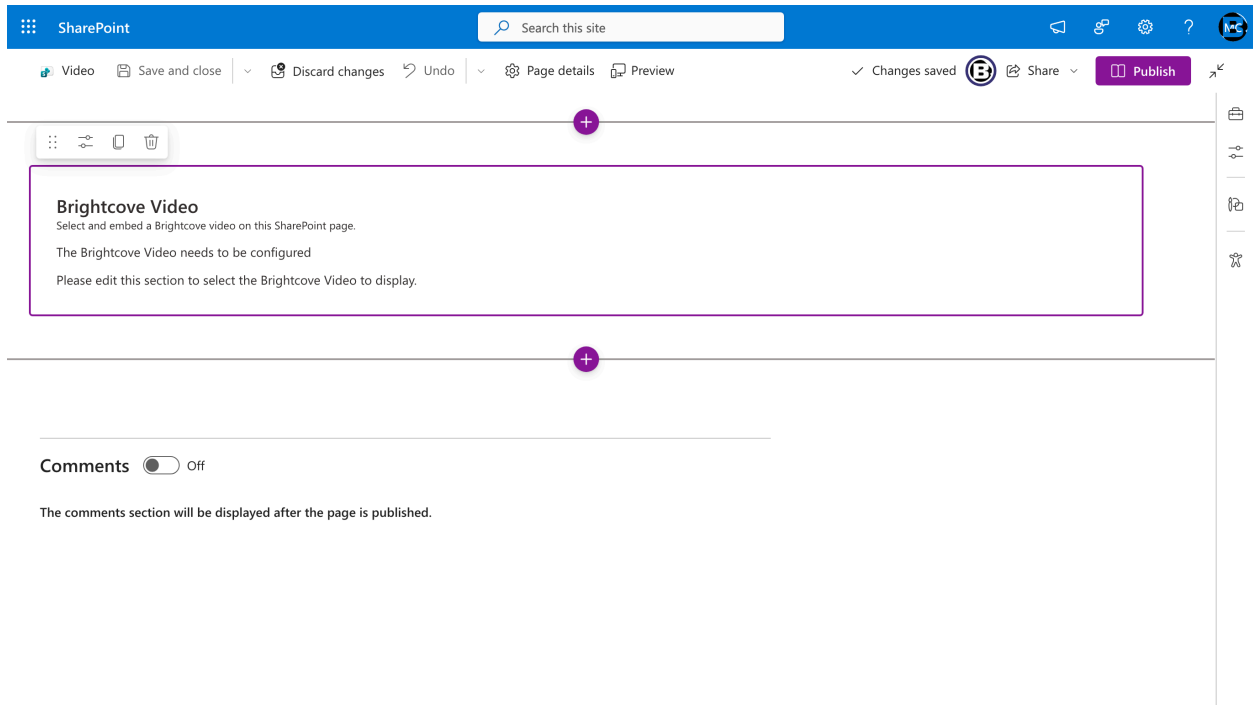 SharePoint
Search this site
?
MC
Video
Save and close
Discard changes
Undo
Page details
Preview
Changes saved
B
Share
Publish
Brightcove Video
Select and embed a Brightcove video on this SharePoint page.
The Brightcove Video needs to be configured
Please edit this section to select the Brightcove Video to display.
Comments
Off
The comments section will be displayed after the page is published.